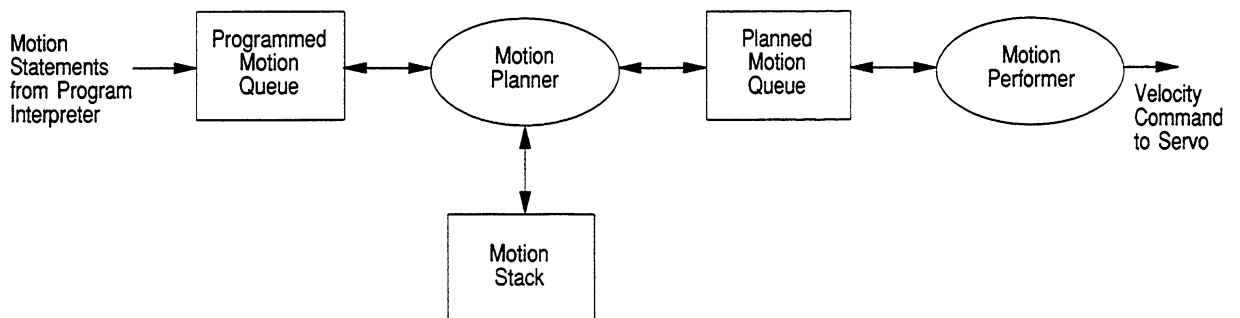 Motion
Statements
from Program
Interpreter
Programmed
Motion
Queue
Motion
Planner
Planned
Motion
Queue
Motion
Performer
Velocity
Command
to Servo
Motion
Stack